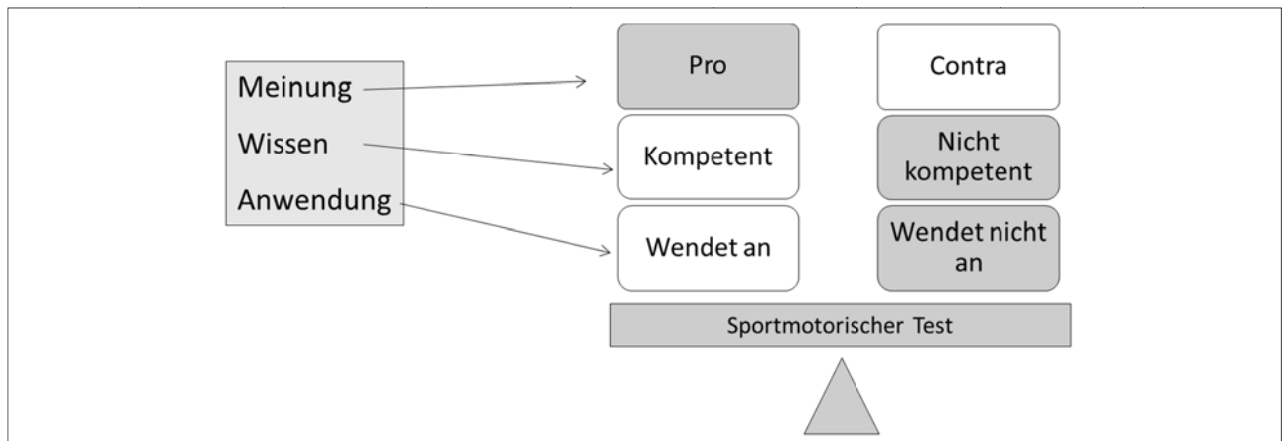 Meinung
Wissen
Anwendung
Pro
Contra
Kompetent
Nicht
kompetent
Wendet an
Wendet nicht
an
Sportmotorischer Test